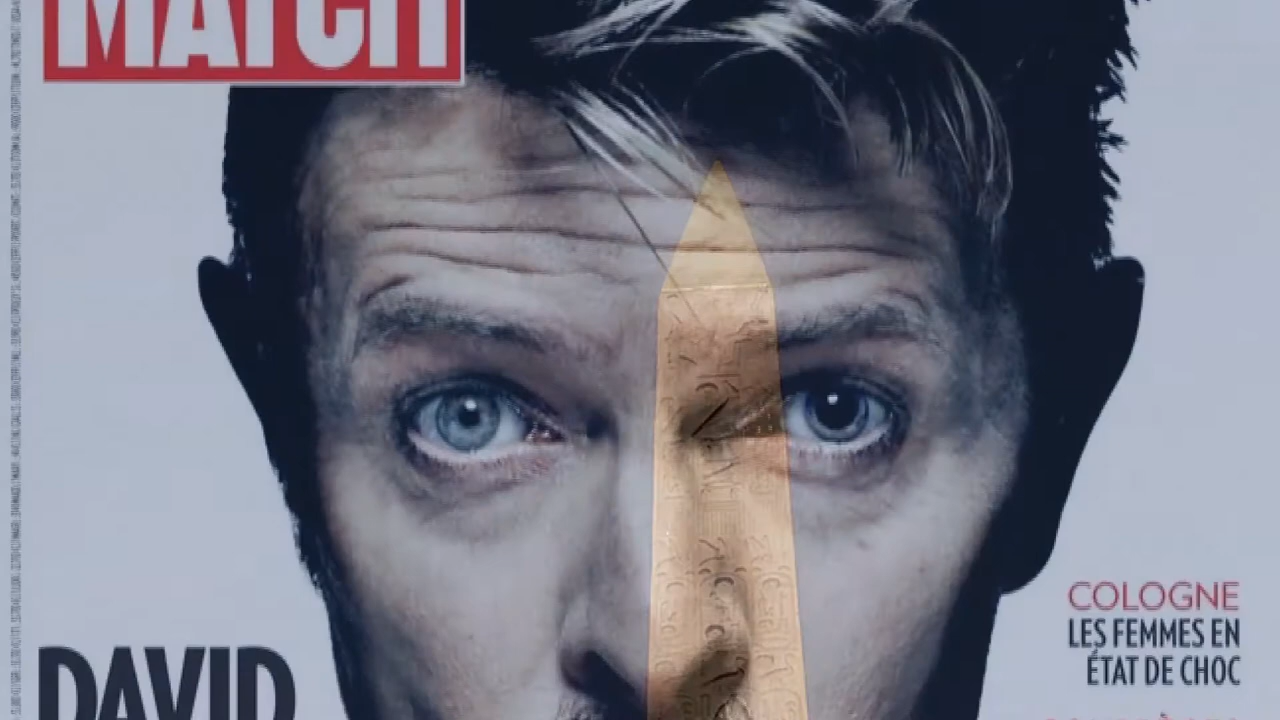 MATCH
DAVID
COLOGNE
LES FEMMES EN
ÉTAT DE CHOC